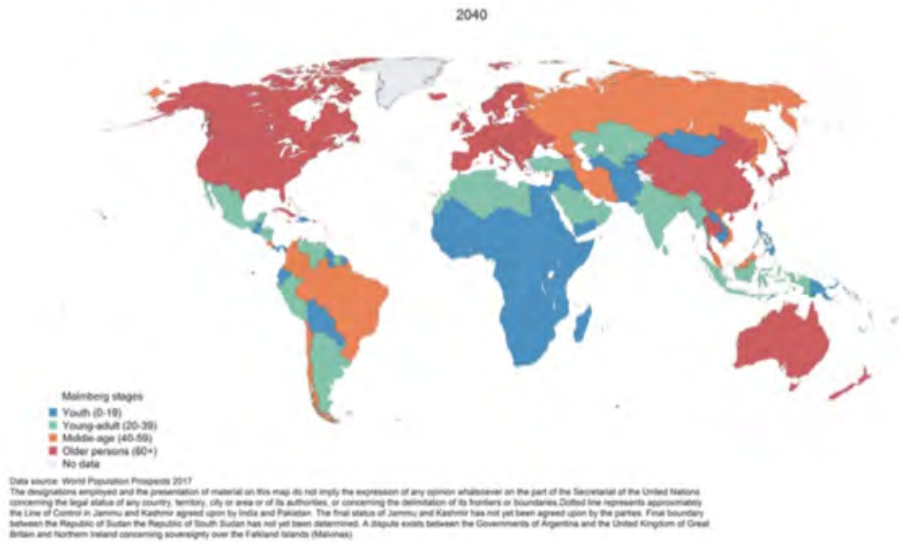 2040
Malmberg stages
Youth (0-19)
Young-adult (20-39)
Middle-age (40-59)
Older persons (60+)
No data
Data source: World Population Prospects 2017
The designations employed and the presentation of material on this map do not imply the expression of any opinion whatsoever on the part of the Secretariat of the United Nations
concerning the legal status of any country, territory, city or area or of its authorities, or concerning the delimitation of its frontiers or boundaries.Dotted line represents approximately
the Line of Control in Jammu and Kashmir agreed upon by India and Pakistan. The final status of Jammu and Kashmir has not yet been agreed upon by the parties. Final boundary
between the Republic of Sudan the Republic of South Sudan has not yet been determined. A dispute exists between the Governments of Argentina and the United Kingdom of Great
Britain and Northern Ireland concerning sovereignty over the Falkland Islands (Malvinas)